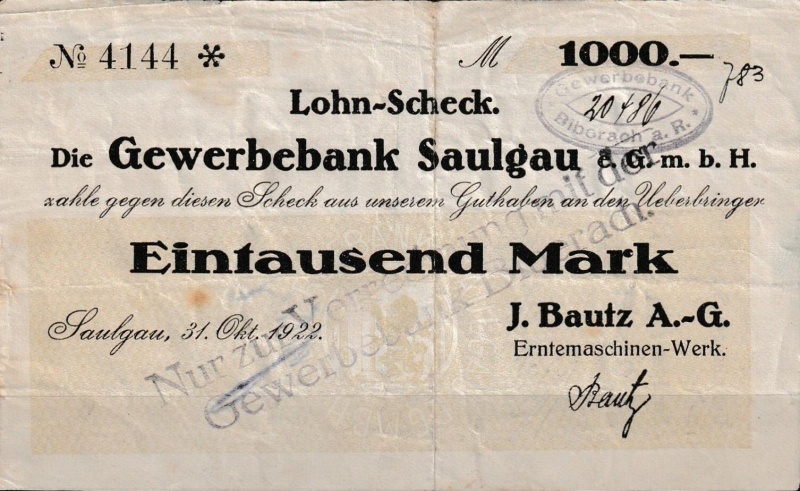 № 4144 *
M 1000.—
783
Gewerbebank
20486
Biberach a. R. *
Lohn-Scheck.
Die Gewerbebank Saulgau e. G. m. b. H.
zahle gegen diesen Scheck aus unserem Guthaben an den Ueberbringer
Eintausend Mark
Saulgau, 31. Okt. 1922.
J. Bautz A.-G.
Erntemaschinen-Werk.
Bautz
Nur zur Verrechnung mit der
Gewerbebank Biberach.